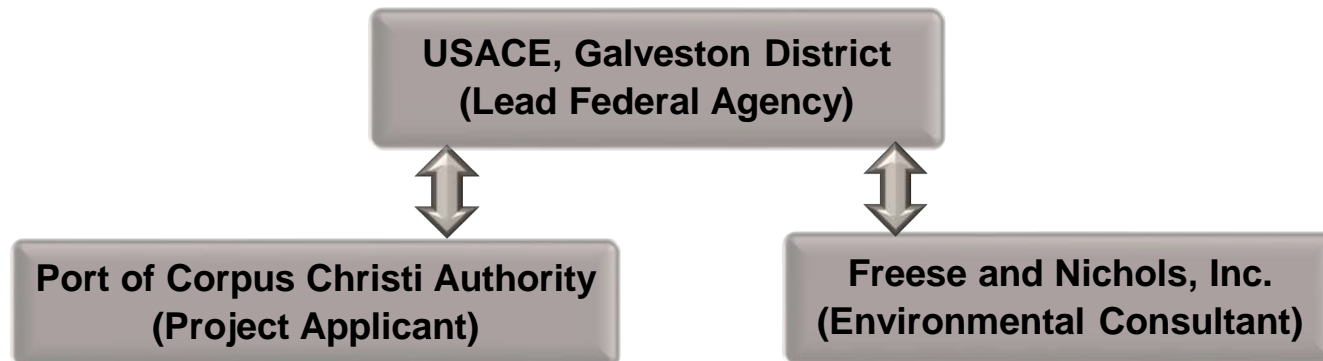 USACE, Galveston District
(Lead Federal Agency)
Port of Corpus Christi Authority
(Project Applicant)
Freese and Nichols, Inc.
(Environmental Consultant)